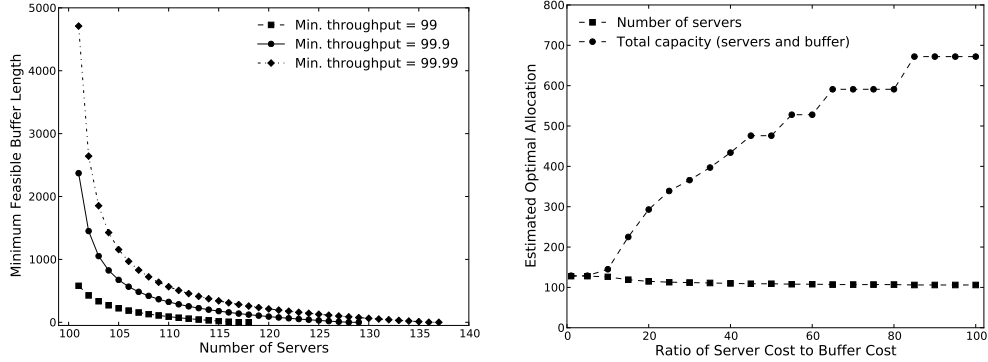 5000
4000
3000
2000
1000
0
100 105 110 115 120 125 130 135 140
Minimum Feasible Buffer Length
Number of Servers
Min. throughput = 99
Min. throughput = 99.9
Min. throughput = 99.99
800
700
600
500
400
300
200
100
0
20 40 60 80 100
Estimated Optimal Allocation
Ratio of Server Cost to Buffer Cost
Number of servers
Total capacity (servers and buffer)